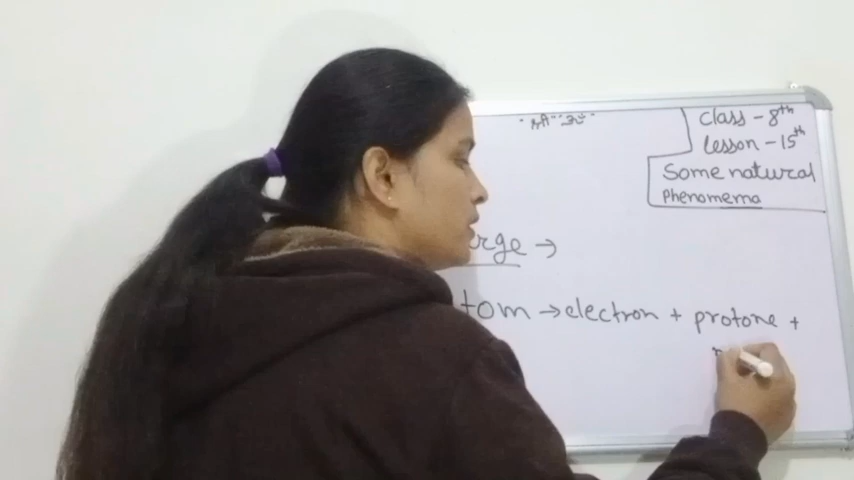 class - 8th
lesson - 15th
Some natural
Phenomema
rge →
tom → electron + protone +